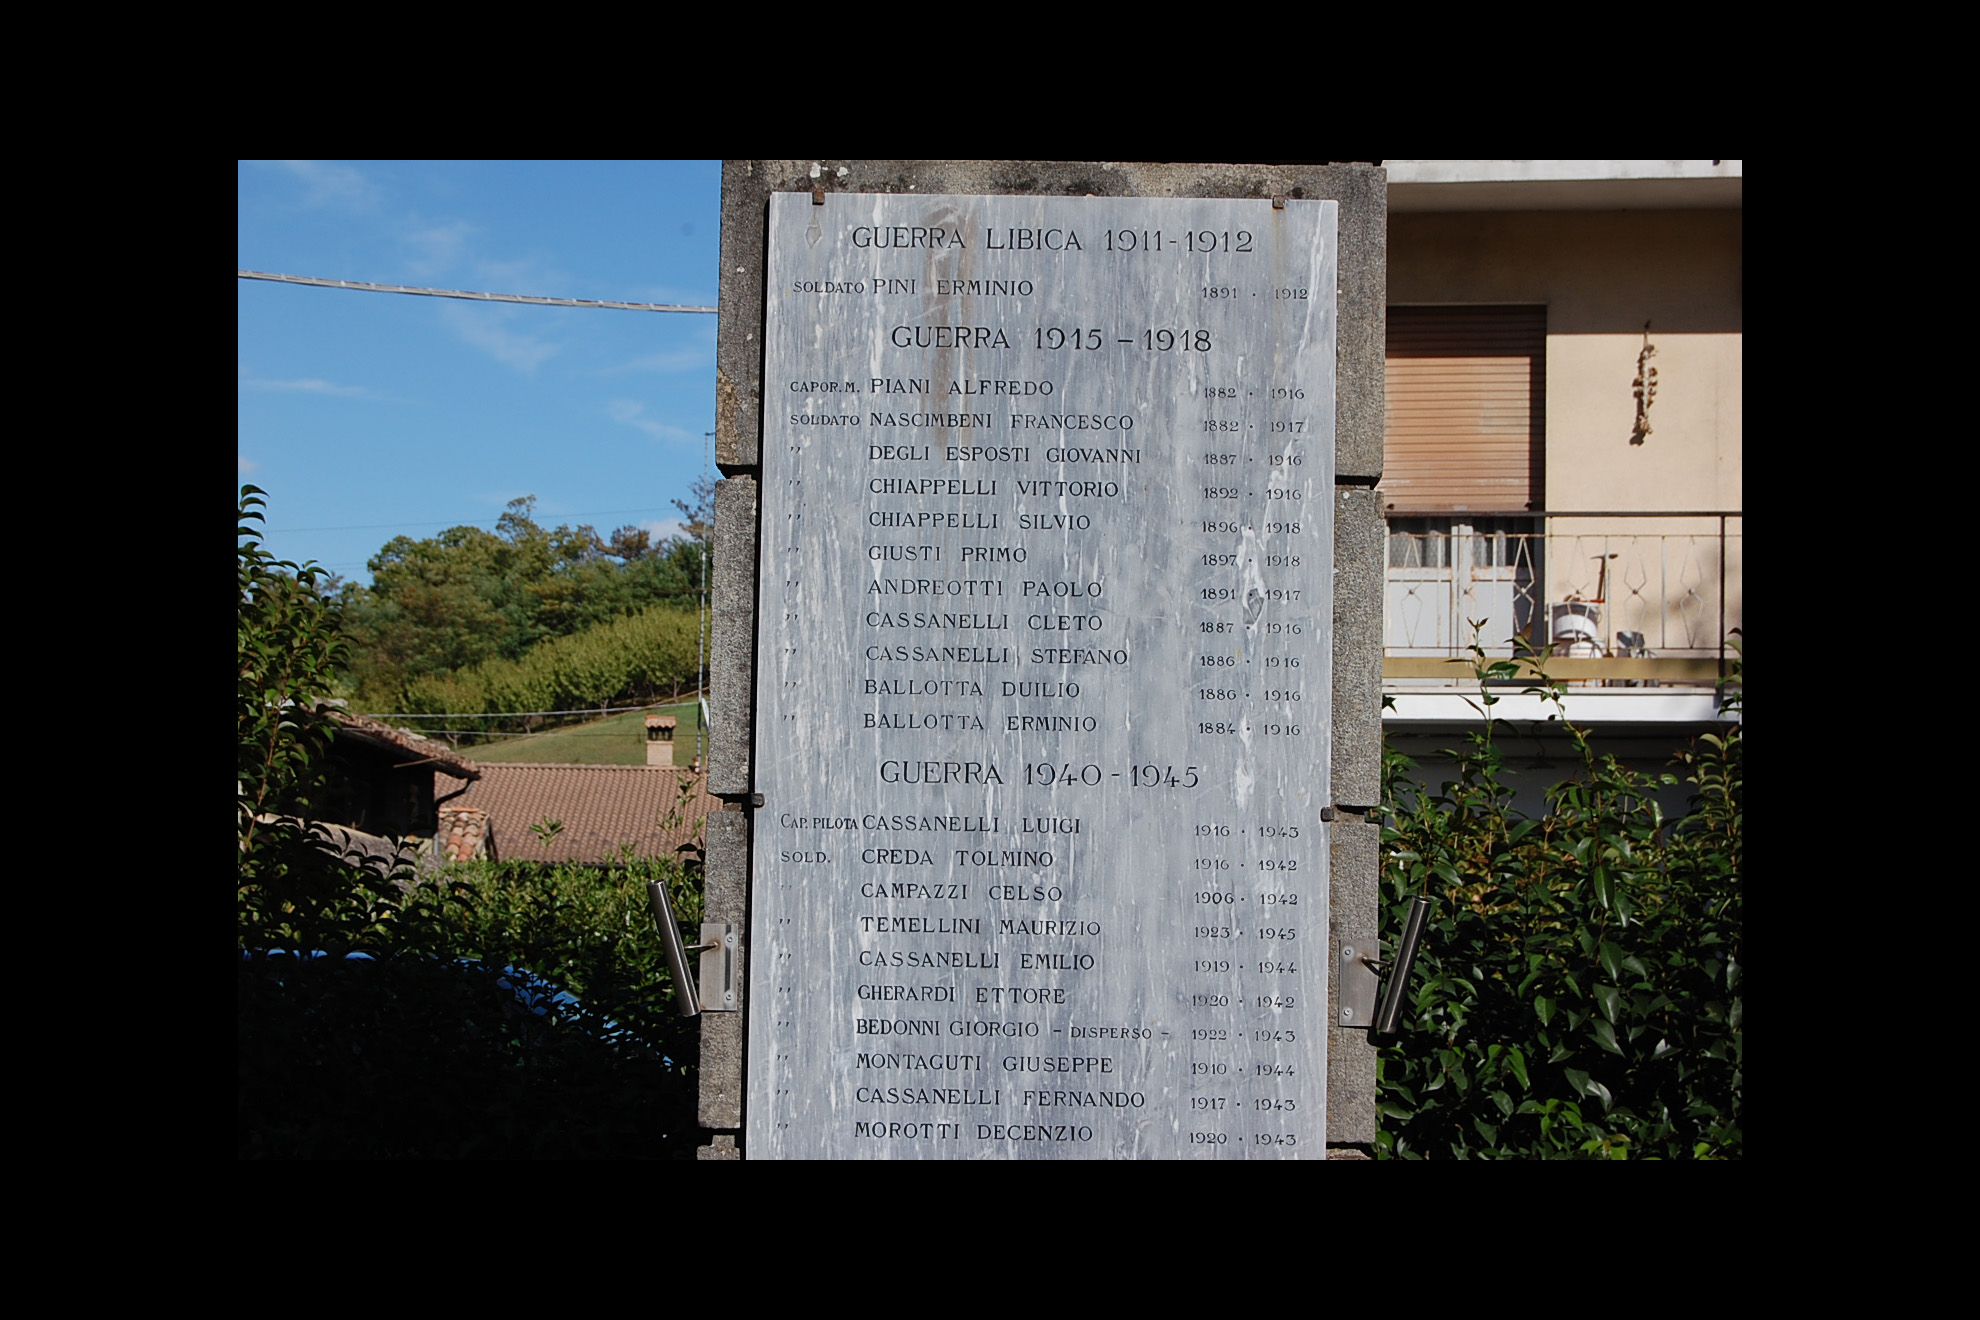 GUERRA LIBICA 1911-1912
SOLDATO PINI ERMINIO 1891 · 1912
GUERRA 1915 – 1918
CAPOR. M. PIANI ALFREDO 1882 · 1916
SOLDATO NASCIMBENI FRANCESCO 1882 · 1917
" DEGLI ESPOSTI GIOVANNI 1887 · 1916
" CHIAPPELLI VITTORIO 1892 · 1916
" CHIAPPELLI SILVIO 1896 · 1918
" GIUSTI PRIMO 1897 · 1918
" ANDREOTTI PAOLO 1891 · 1917
" CASSANELLI CLETO 1887 · 1916
" CASSANELLI STEFANO 1886 · 1916
" BALLOTTA DUILIO 1886 · 1916
" BALLOTTA ERMINIO 1884 · 1916
GUERRA 1940 - 1945
CAP. PILOTA CASSANELLI LUIGI 1916 · 1943
SOLD. CREDA TOLMINO 1916 · 1942
" CAMPAZZI CELSO 1906 · 1942
" TEMELLINI MAURIZIO 1923 · 1945
" CASSANELLI EMILIO 1919 · 1944
" GHERARDI ETTORE 1920 · 1942
" BEDONNI GIORGIO – DISPERSO – 1922 · 1943
" MONTAGUTI GIUSEPPE 1910 · 1944
" CASSANELLI FERNANDO 1917 · 1943
" MOROTTI DECENZIO 1920 · 1943